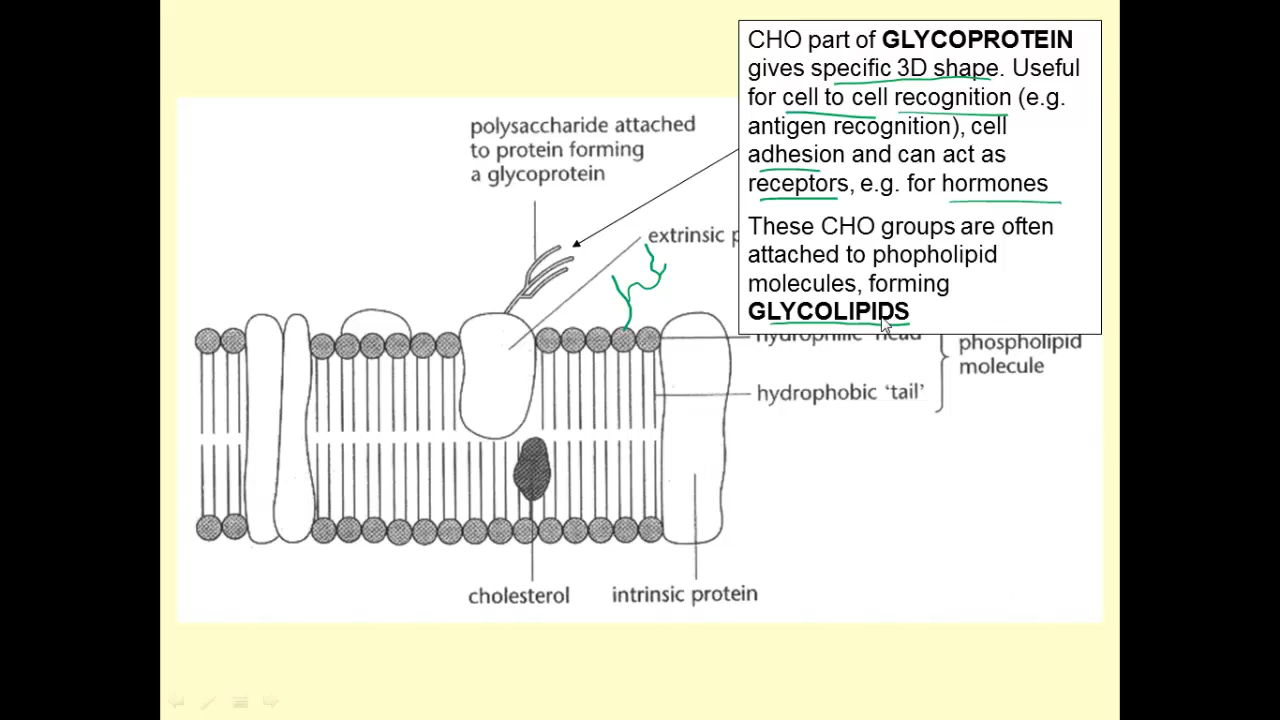 CHO part of GLYCOPROTEIN
gives specific 3D shape. Useful
for cell to cell recognition (e.g.
antigen recognition), cell
adhesion and can act as
receptors, e.g. for hormones
These CHO groups are often
attached to phopholipid
molecules, forming
GLYCOLIPIDS
polysaccharide attached
to protein forming
a glycoprotein
extrinsic p
hydrophilic 'head'
phospholipid
molecule
hydrophobic 'tail'
cholesterol
intrinsic protein